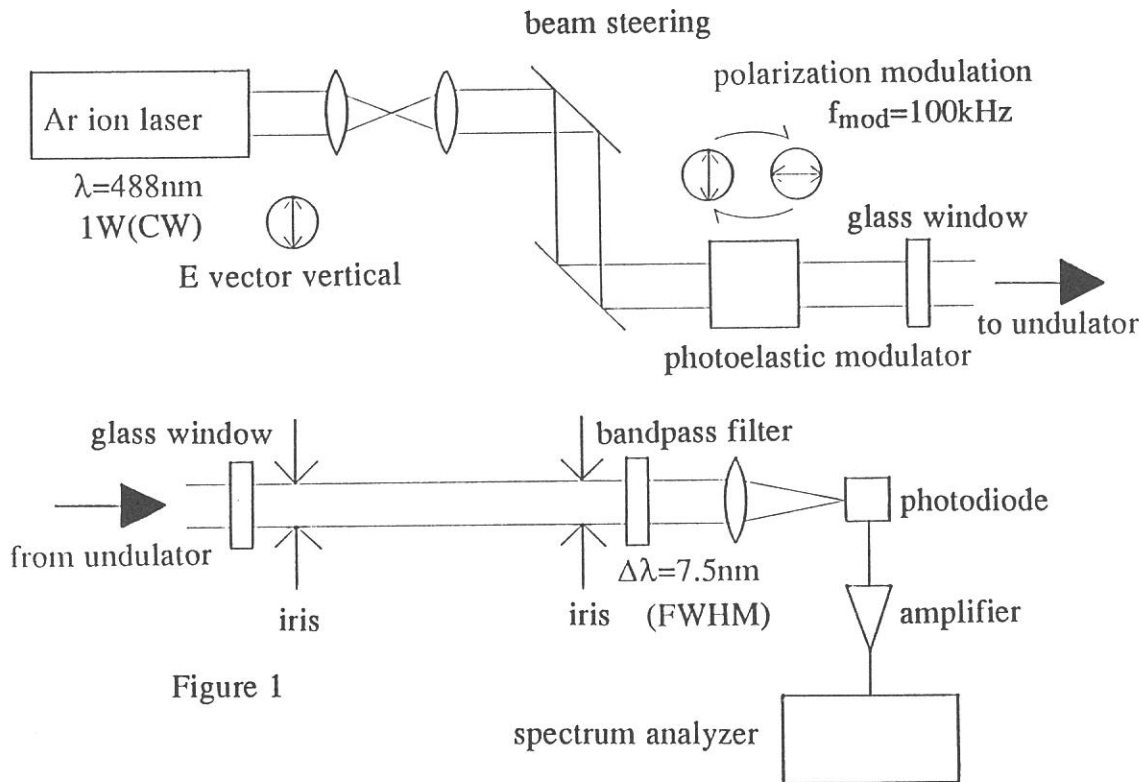 beam steering
polarization modulation
f_mod=100kHz
Ar ion laser
λ=488nm
1W(CW)
E vector vertical
glass window
to undulator
photoelastic modulator
glass window
bandpass filter
from undulator
photodiode
iris
iris
Δλ=7.5nm
(FWHM)
amplifier
Figure 1
spectrum analyzer